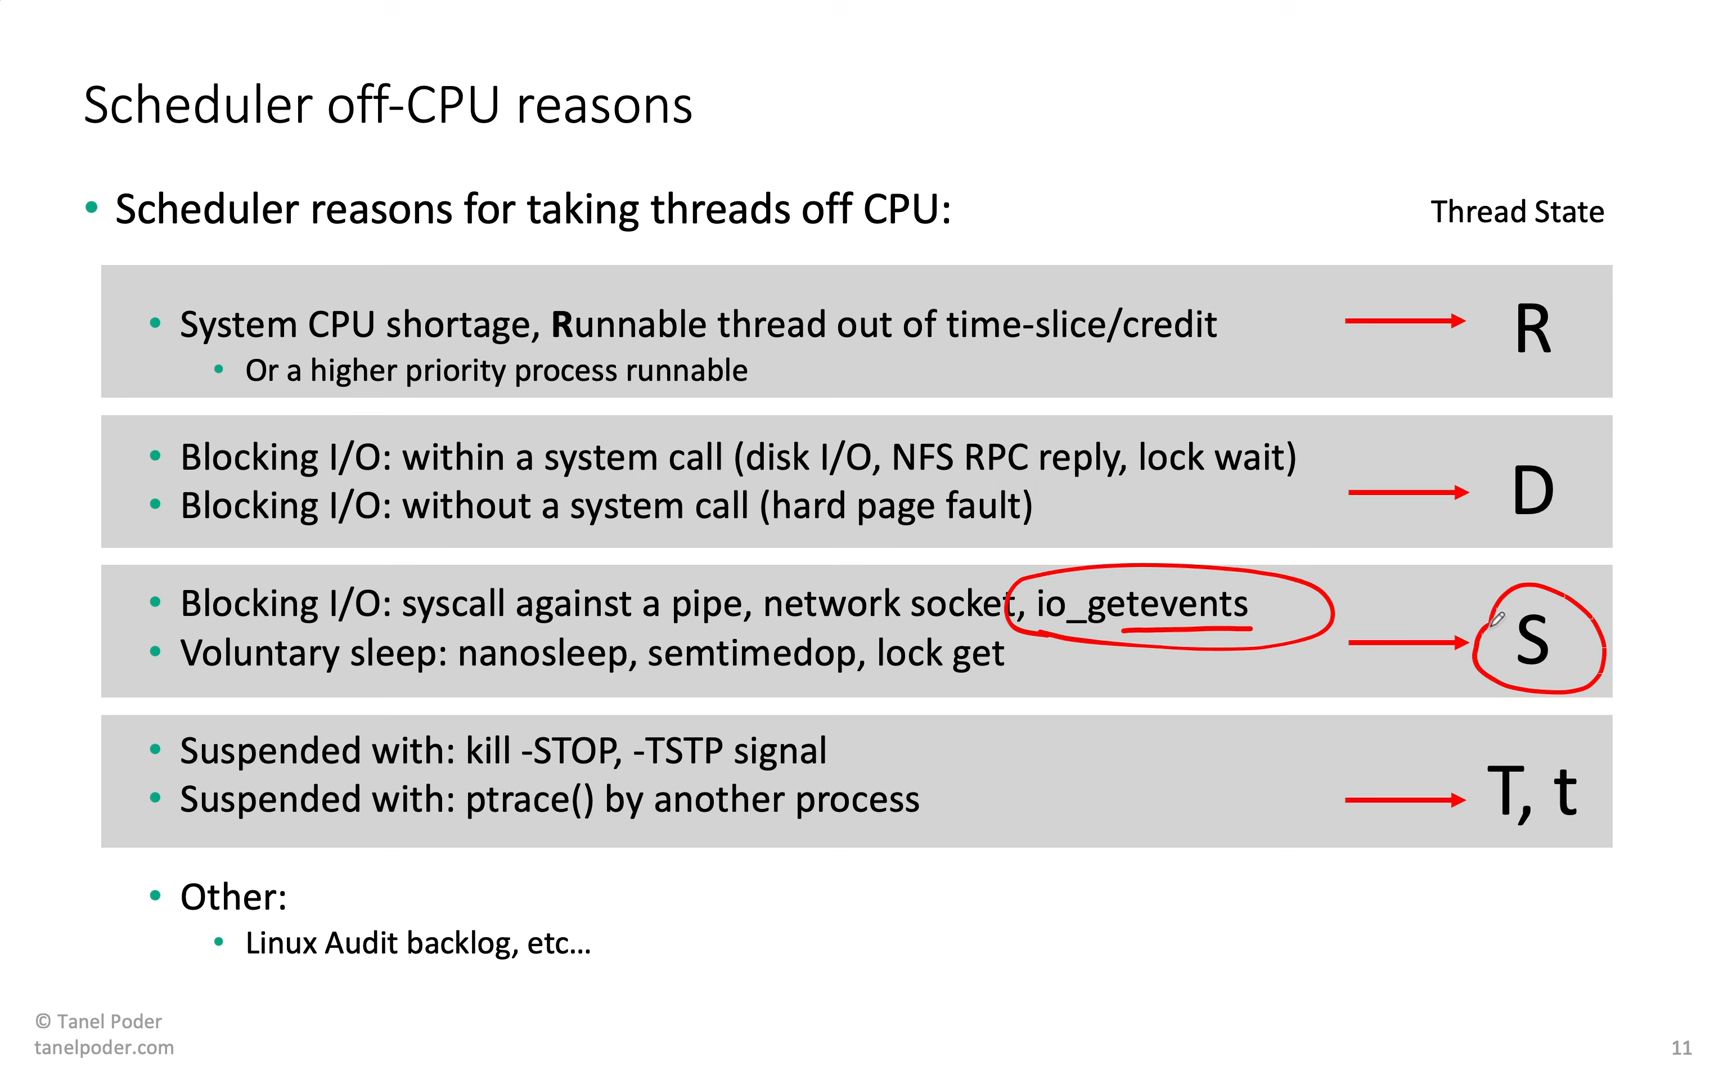 Scheduler off-CPU reasons
• Scheduler reasons for taking threads off CPU:
Thread State
• System CPU shortage, Runnable thread out of time-slice/credit
• Or a higher priority process runnable
R
• Blocking I/O: within a system call (disk I/O, NFS RPC reply, lock wait)
• Blocking I/O: without a system call (hard page fault)
D
• Blocking I/O: syscall against a pipe, network socket, io_getevents
• Voluntary sleep: nanosleep, semtimedop, lock get
S
• Suspended with: kill -STOP, -TSTP signal
• Suspended with: ptrace() by another process
T, t
• Other:
• Linux Audit backlog, etc...
© Tanel Poder
tanelpoder.com
11